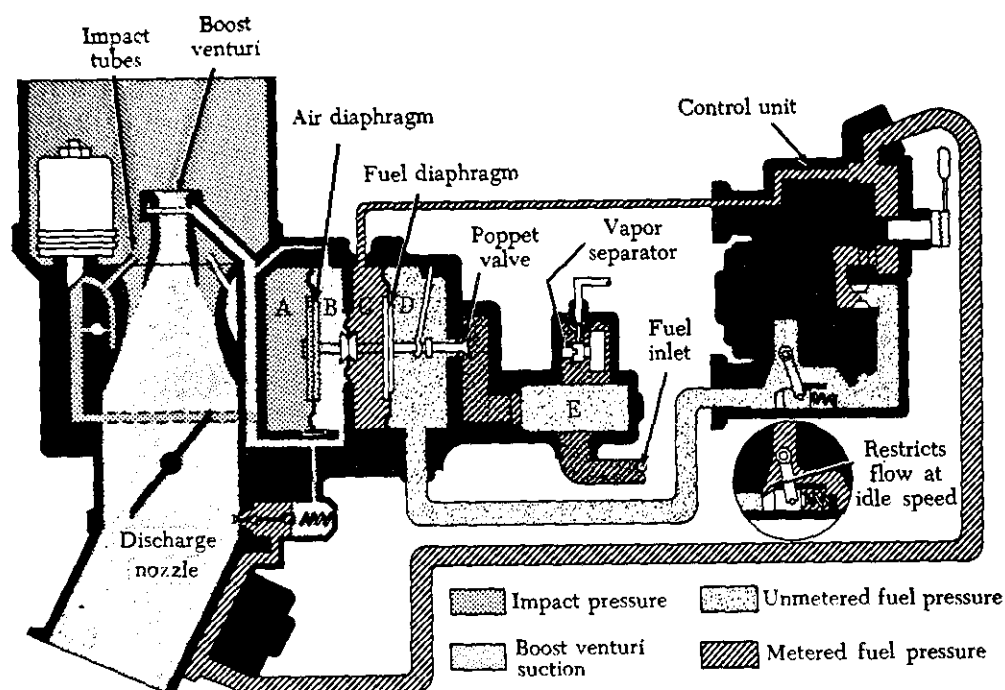 Impact
tubes
Boost
venturi
Air diaphragm
Fuel diaphragm
Poppet
valve
Vapor
separator
Control unit
Fuel
inlet
A
B
C
D
E
Restricts
flow at
idle speed
Discharge
nozzle
Impact pressure
Unmetered fuel pressure
Boost venturi
suction
Metered fuel pressure